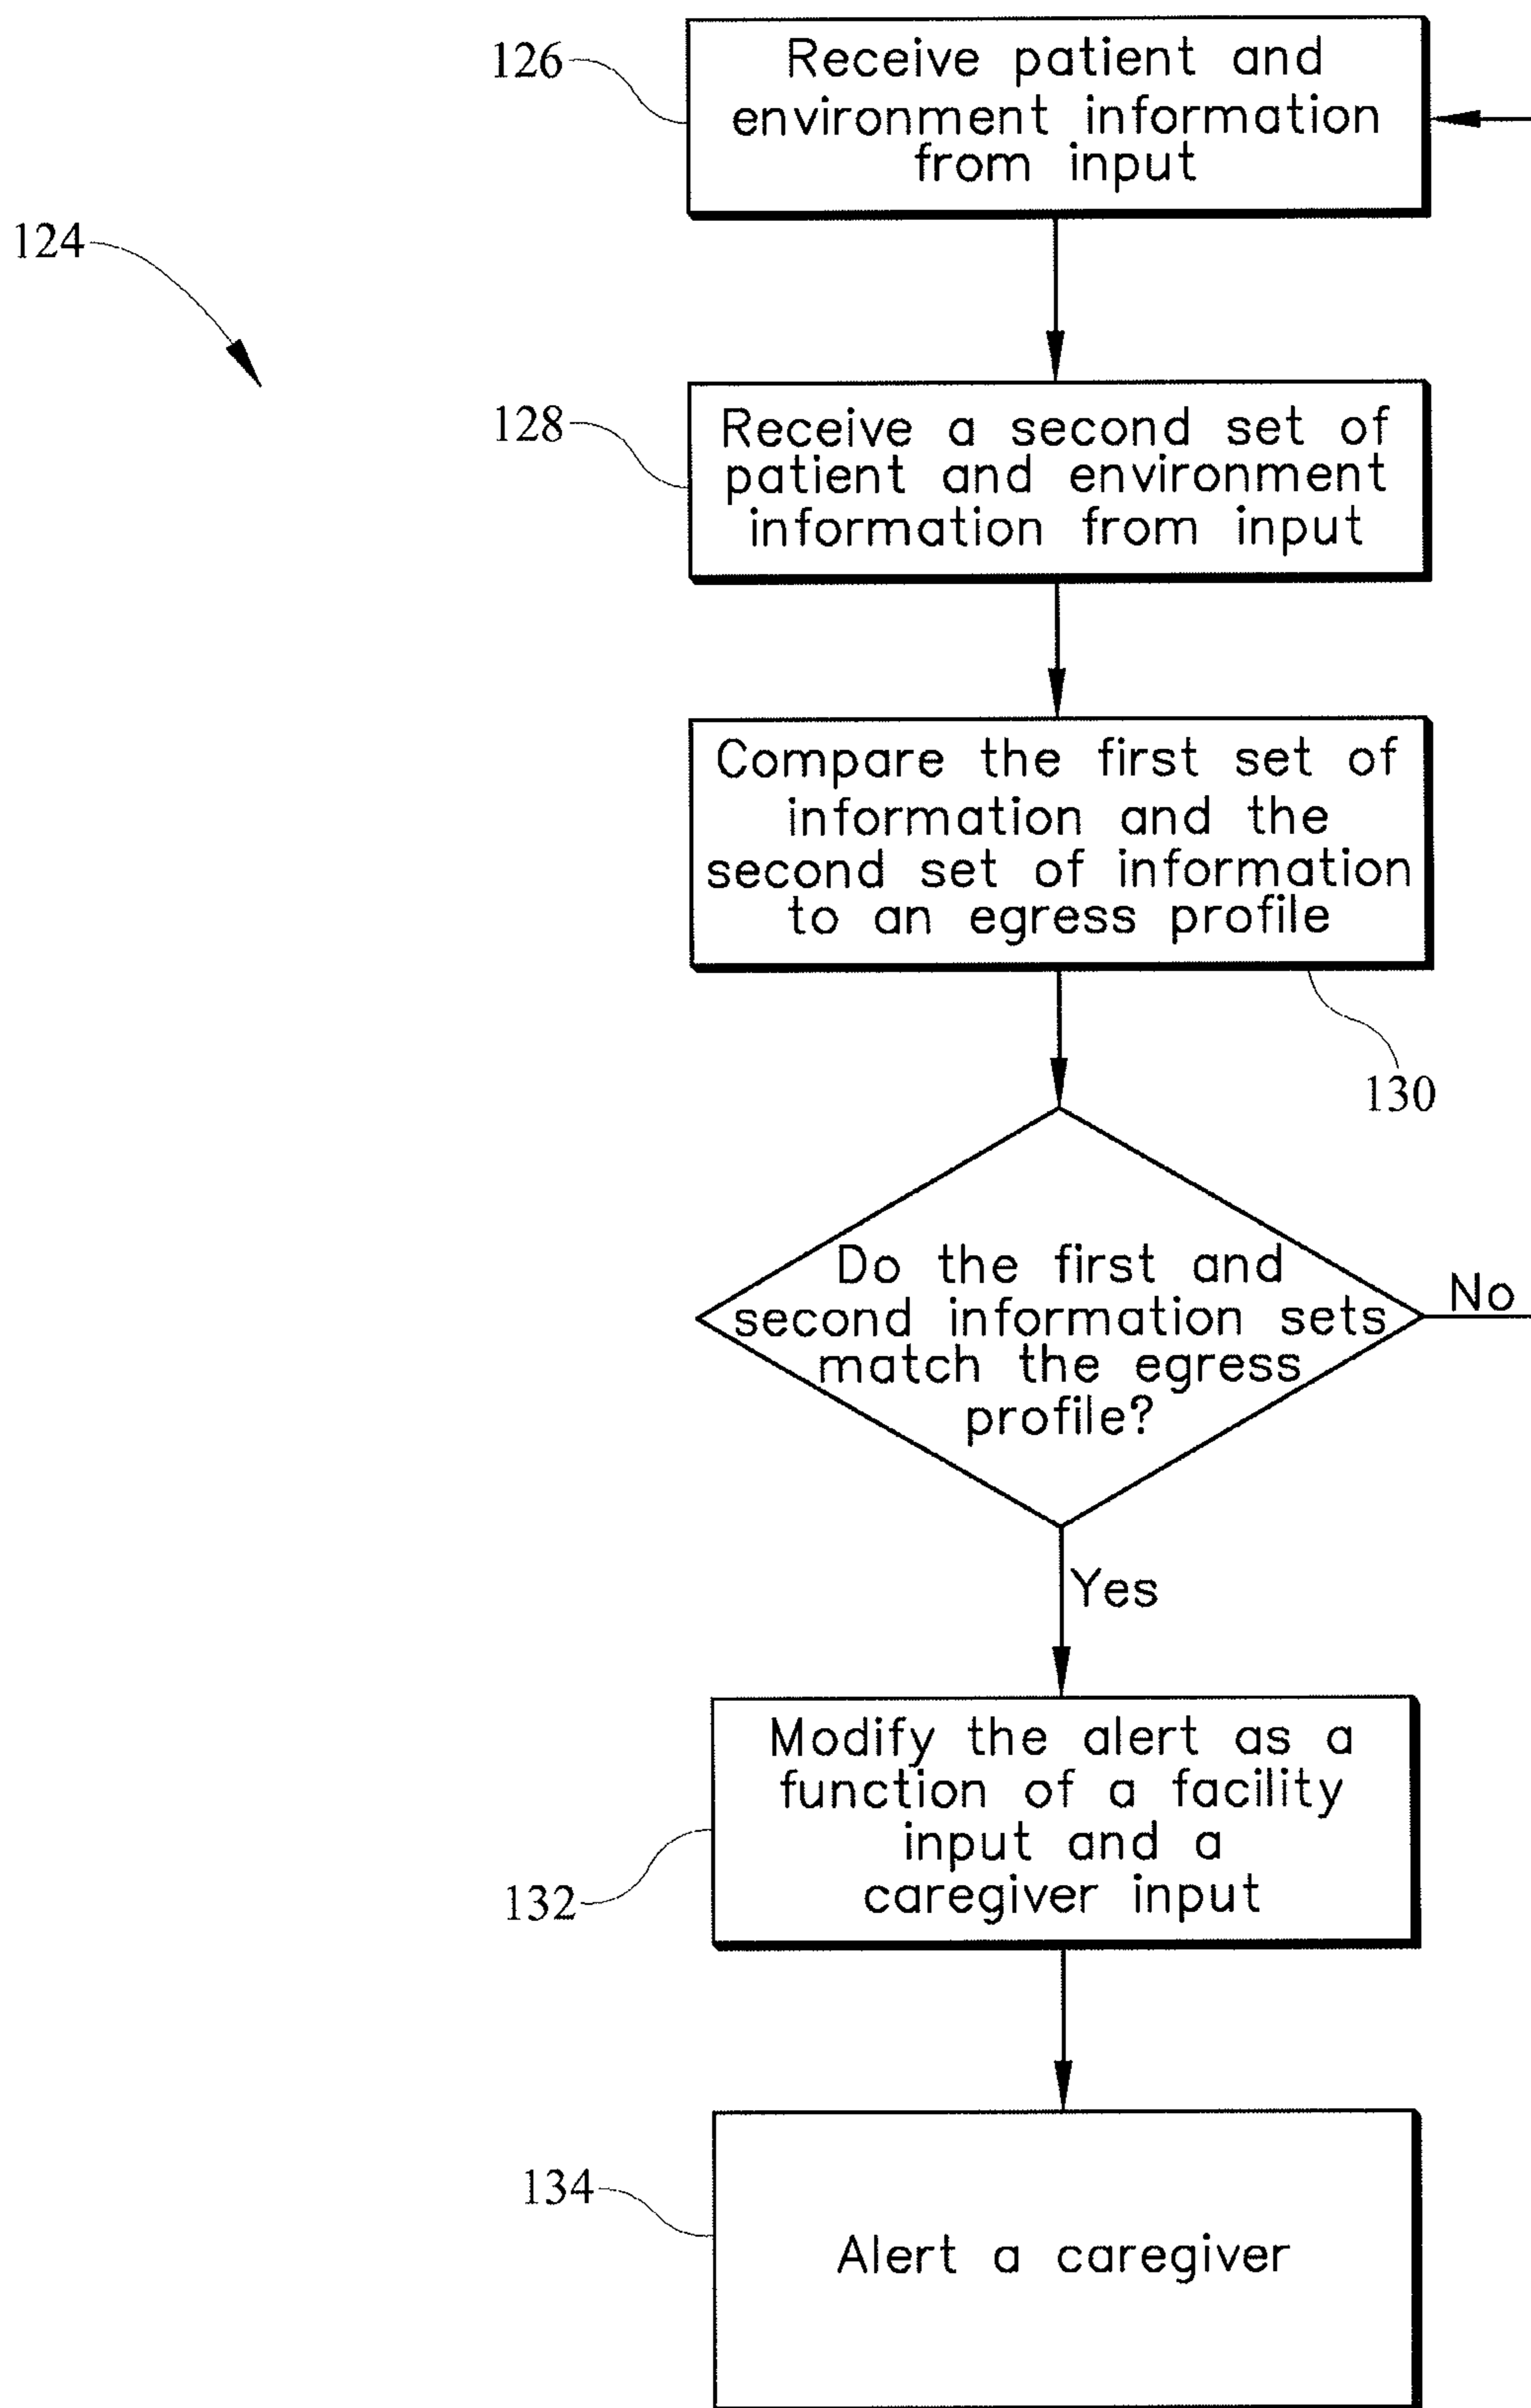 126
Receive patient and
environment information
from input
124
128
Receive a second set of
patient and environment
information from input
Compare the first set of
information and the
second set of information
to an egress profile
130
Do the first and
second information sets
match the egress
profile?
No
Yes
Modify the alert as a
function of a facility
input and a
caregiver input
132
134
Alert a caregiver